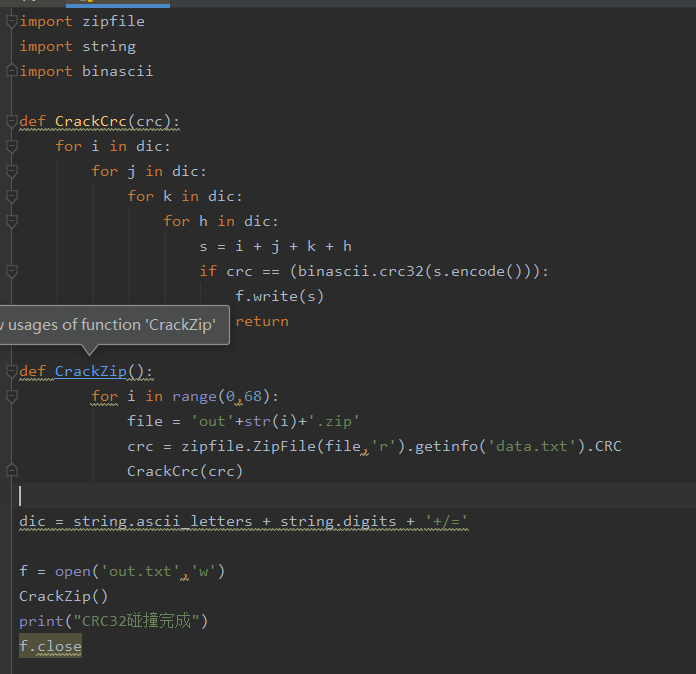 import zipfile
import string
import binascii
def CrackCrc(crc):
for i in dic:
for j in dic:
for k in dic:
for h in dic:
s = i + j + k + h
if crc == (binascii.crc32(s.encode())):
f.write(s)
usages of function 'CrackZip'
return
def CrackZip():
for i in range(0,68):
file = 'out'+str(i)+'.zip'
crc = zipfile.ZipFile(file,'r').getinfo('data.txt').CRC
CrackCrc(crc)
dic = string.ascii_letters + string.digits + '+/='
f = open('out.txt','w')
CrackZip()
print("CRC32碰撞完成")
f.close